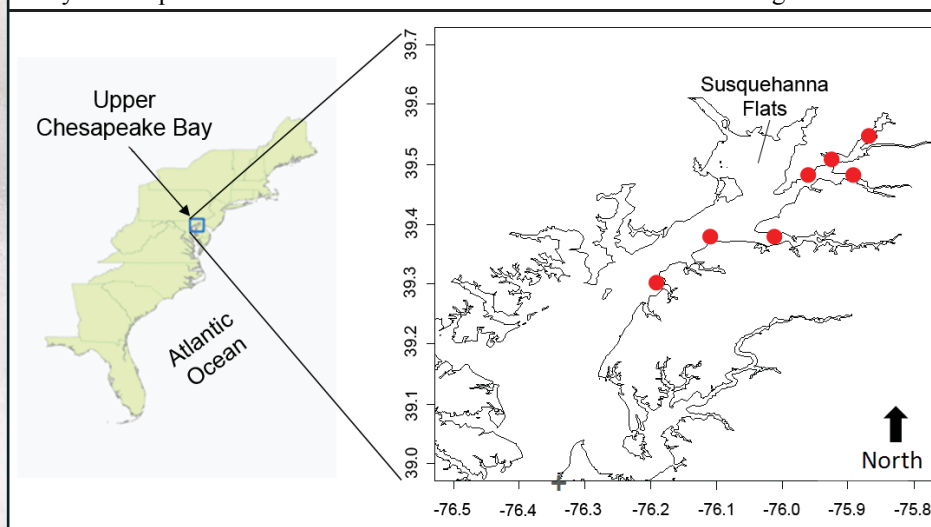 Upper
Chesapeake Bay
Atlantic
Ocean
Susquehanna
Flats
39.7
39.6
39.5
39.4
39.3
39.2
39.1
39.0
North
-76.5 -76.4 -76.3 -76.2 -76.1 -76.0 -75.9 -75.8